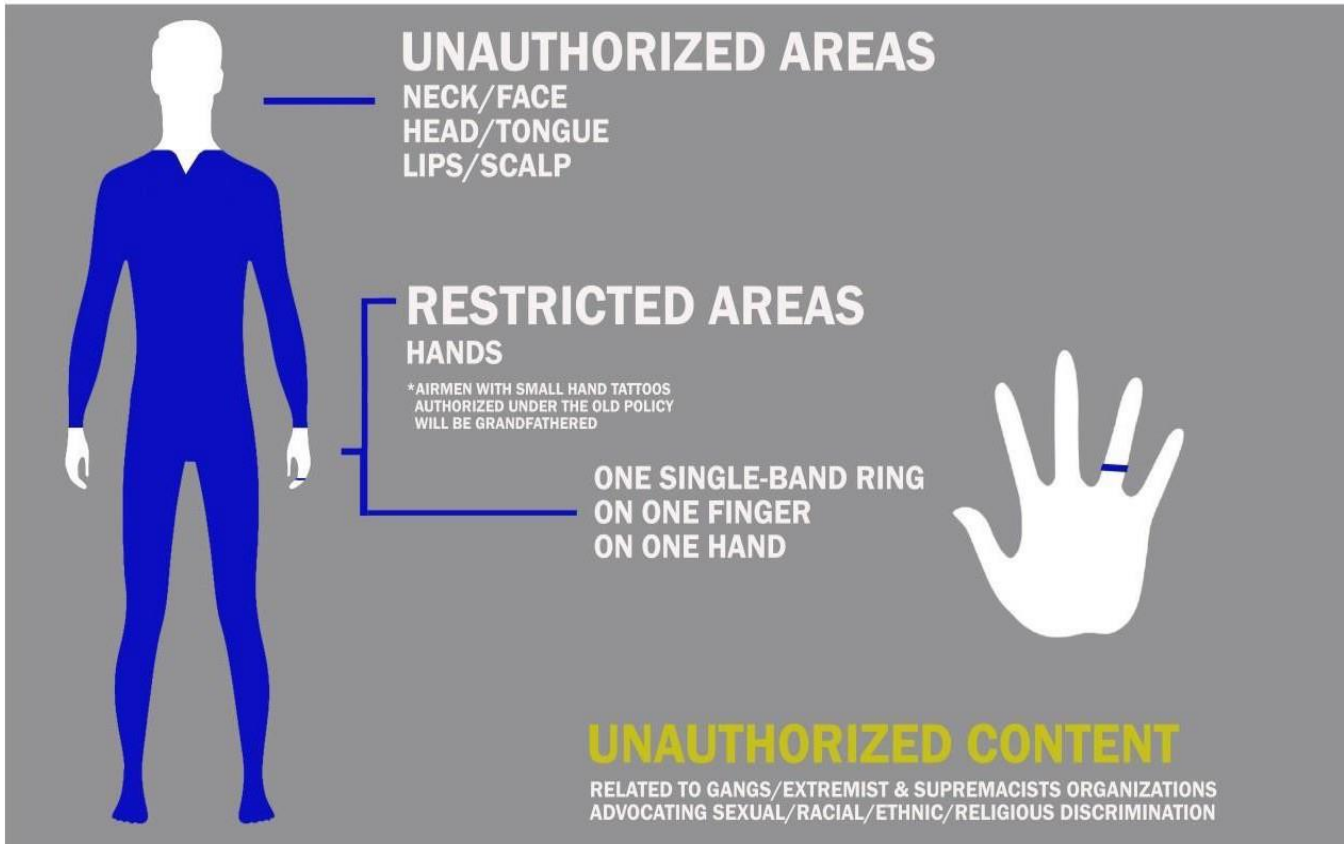 UNAUTHORIZED AREAS
NECK/FACE
HEAD/TONGUE
LIPS/SCALP
RESTRICTED AREAS
HANDS
*AIRMEN WITH SMALL HAND TATTOOS
AUTHORIZED UNDER THE OLD POLICY
WILL BE GRANDFATHERED
ONE SINGLE-BAND RING
ON ONE FINGER
ON ONE HAND
UNAUTHORIZED CONTENT
RELATED TO GANGS/EXTREMIST & SUPREMACISTS ORGANIZATIONS
ADVOCATING SEXUAL/RACIAL/ETHNIC/RELIGIOUS DISCRIMINATION